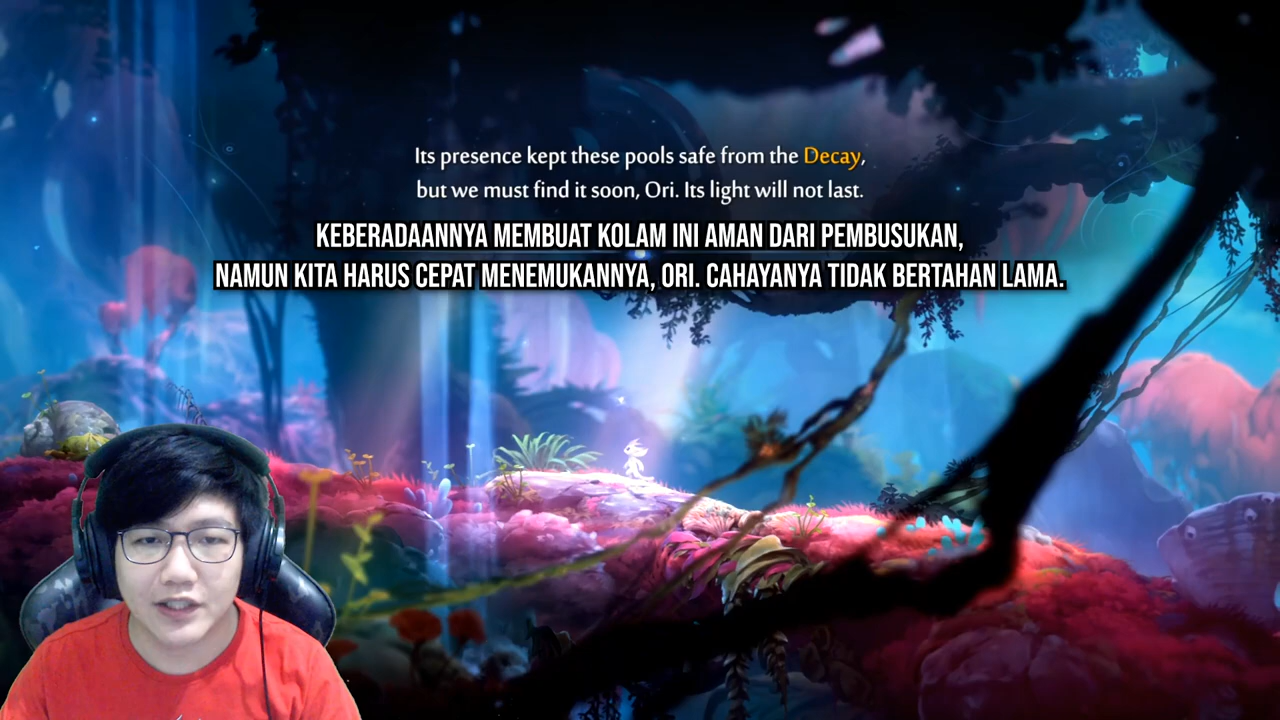 Its presence kept these pools safe from the Decay,
but we must find it soon, Ori. Its light will not last.
KEBERADAANNYA MEMBUAT KOLAM INI AMAN DARI PEMBUSUKAN,
NAMUN KITA HARUS CEPAT MENEMUKANNYA, ORI. CAHAYANYA TIDAK BERTAHAN LAMA.